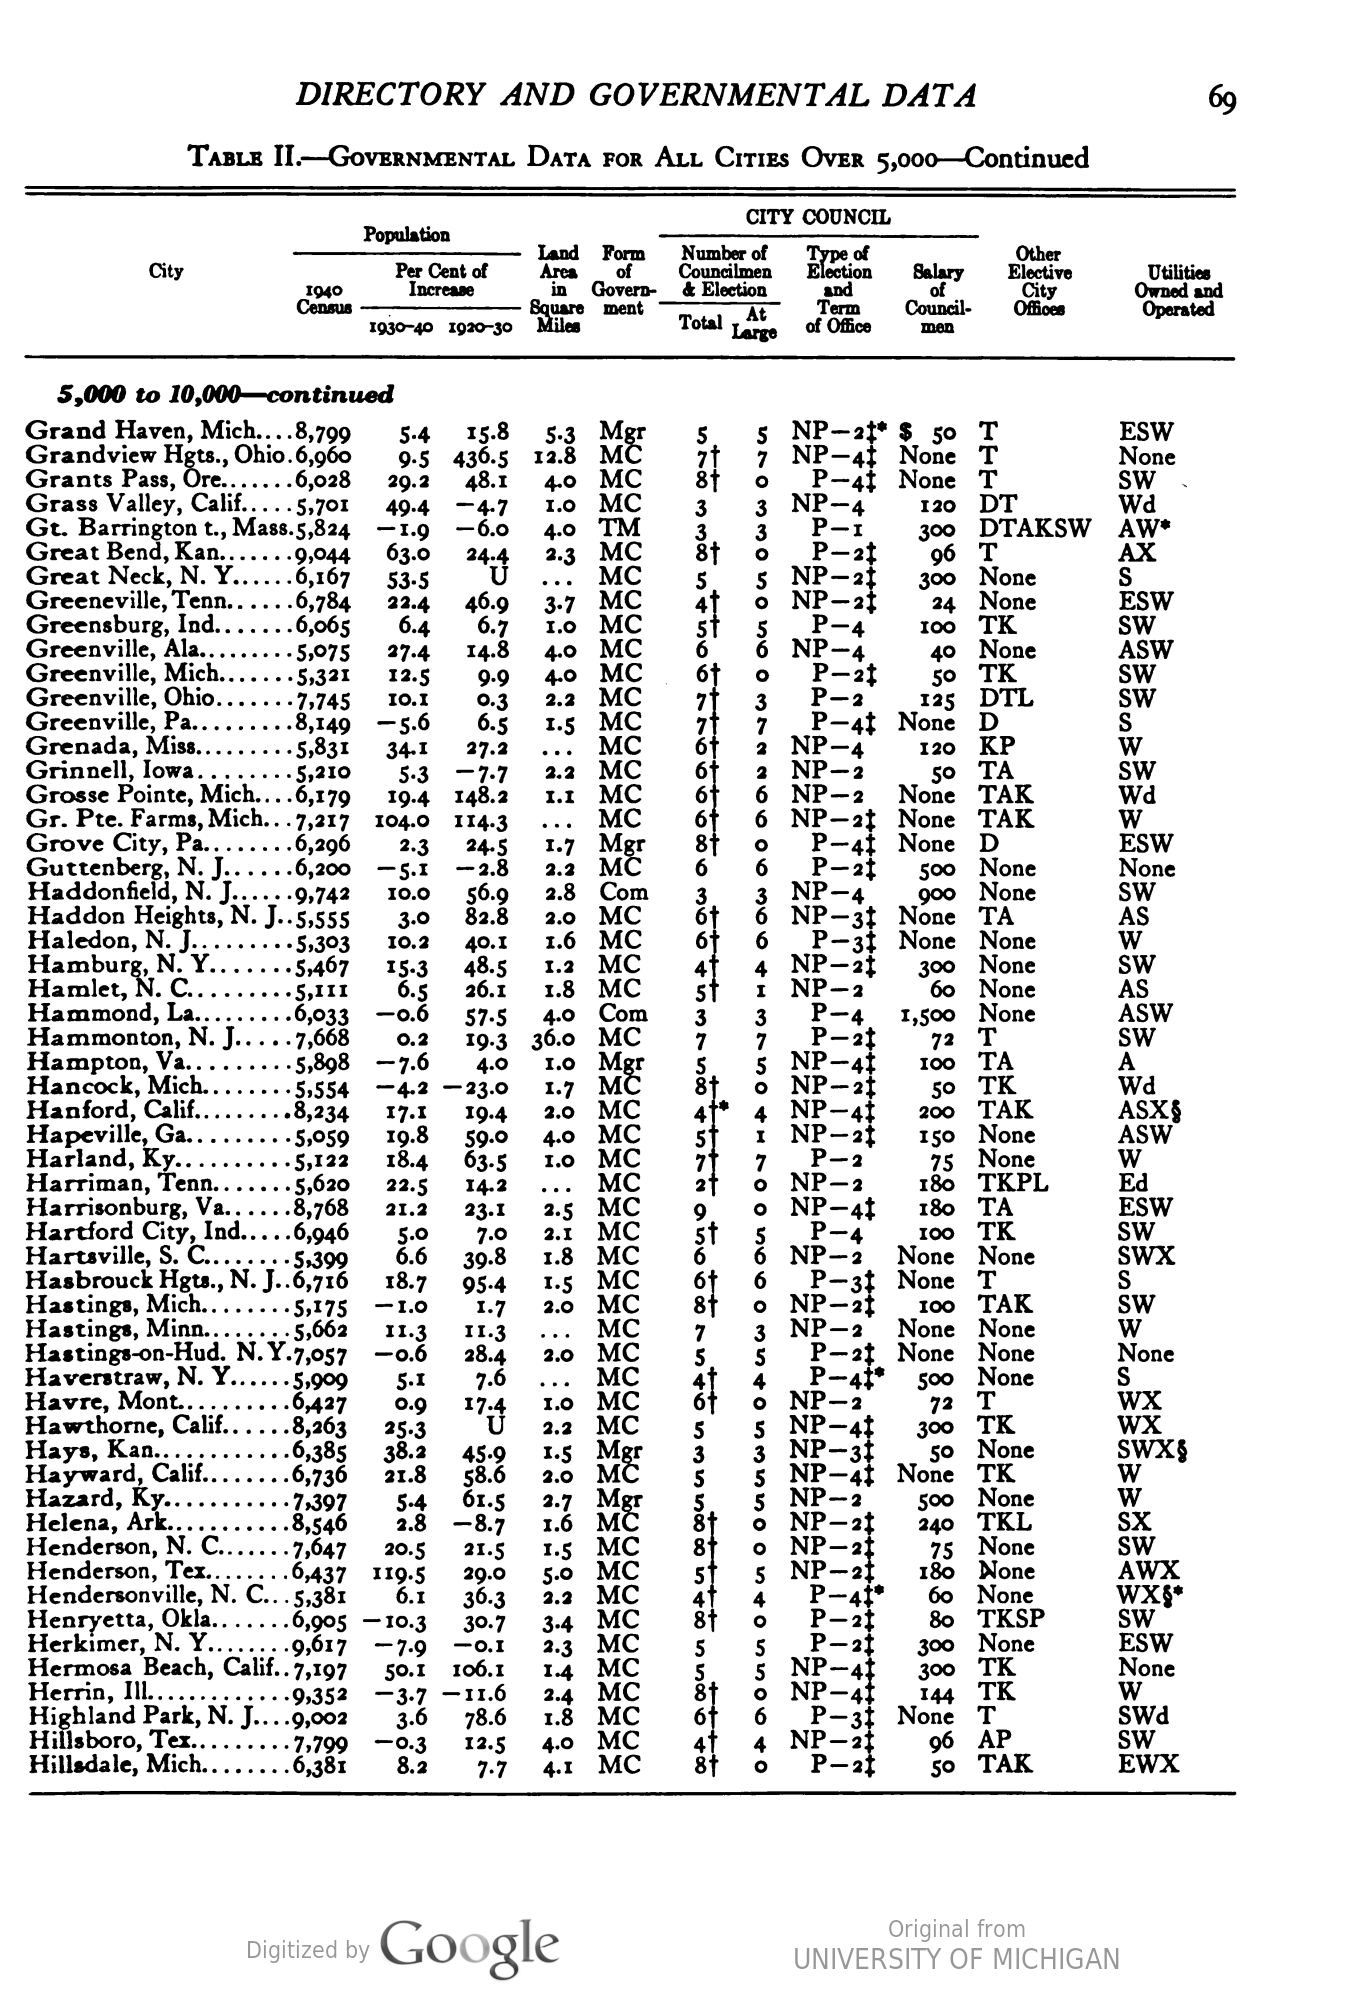 DIRECTORY AND GOVERNMENTAL DATA 69
TABLE II.—GOVERNMENTAL DATA FOR ALL CITIES OVER 5,000—Continued
CITY COUNCIL
Population
Land Form Number of Type of Other
City Per Cent of Area of Councilmen Election Salary Elective Utilities
1940 Increase in Govern- & Election and of City Owned and
Census Square ment At Term Council- Offices Operated
1930-40 1920-30 Miles Total Large of Office men
5,000 to 10,000—continued
Grand Haven, Mich....8,799 5.4 15.8 5.3 Mgr 5 5 NP—2‡* $ 50 T ESW
Grandview Hgts., Ohio.6,960 9.5 436.5 12.8 MC 7† 7 NP—4‡ None T None
Grants Pass, Ore.......6,028 29.2 48.1 4.0 MC 8† 0 P—4‡ None T SW
Grass Valley, Calif.....5,701 49.4 —4.7 1.0 MC 3 3 NP—4 120 DT Wd
Gt. Barrington t., Mass.5,824 —1.9 —6.0 4.0 TM 3 3 P—1 300 DTAKSW AW*
Great Bend, Kan.......9,044 63.0 24.4 2.3 MC 8† 0 P—2‡ 96 T AX
Great Neck, N. Y......6,167 53.5 U ... MC 5 5 NP—2‡ 300 None S
Greeneville, Tenn......6,784 22.4 46.9 3.7 MC 4† 0 NP—2‡ 24 None ESW
Greensburg, Ind.......6,065 6.4 6.7 1.0 MC 5† 5 P—4 100 TK SW
Greenville, Ala.........5,075 27.4 14.8 4.0 MC 6 6 NP—4 40 None ASW
Greenville, Mich.......5,321 12.5 9.9 4.0 MC 6† 0 P—2‡ 50 TK SW
Greenville, Ohio.......7,745 10.1 0.3 2.2 MC 7† 3 P—2 125 DTL SW
Greenville, Pa.........8,149 —5.6 6.5 1.5 MC 7† 7 P—4‡ None D S
Grenada, Miss.........5,831 34.1 27.2 ... MC 6† 2 NP—4 120 KP W
Grinnell, Iowa........5,210 5.3 —7.7 2.2 MC 6† 2 NP—2 50 TA SW
Grosse Pointe, Mich....6,179 19.4 148.2 1.1 MC 6† 6 NP—2 None TAK Wd
Gr. Pte. Farms, Mich...7,217 104.0 114.3 ... MC 6† 6 NP—2‡ None TAK W
Grove City, Pa........6,296 2.3 24.5 1.7 Mgr 8† 0 P—4‡ None D ESW
Guttenberg, N. J......6,200 —5.1 —2.8 2.2 MC 6 6 P—2‡ 500 None None
Haddonfield, N. J......9,742 10.0 56.9 2.8 Com 3 3 NP—4 900 None SW
Haddon Heights, N. J..5,555 3.0 82.8 2.0 MC 6† 6 NP—3‡ None TA AS
Haledon, N. J.........5,303 10.2 40.1 1.6 MC 6† 6 P—3‡ None None W
Hamburg, N. Y.......5,467 15.3 48.5 1.2 MC 4† 4 NP—2‡ 300 None SW
Hamlet, N. C.........5,111 6.5 26.1 1.8 MC 5† 1 NP—2 60 None AS
Hammond, La.........6,033 —0.6 57.5 4.0 Com 3 3 P—4 1,500 None ASW
Hammonton, N. J.....7,668 0.2 19.3 36.0 MC 7 7 P—2‡ 72 T SW
Hampton, Va.........5,898 —7.6 4.0 1.0 Mgr 5 5 NP—4‡ 100 TA A
Hancock, Mich........5,554 —4.2 —23.0 1.7 MC 8† 0 NP—2‡ 50 TK Wd
Hanford, Calif.........8,234 17.1 19.4 2.0 MC 4†* 4 NP—4‡ 200 TAK ASX§
Hapeville, Ga.........5,059 19.8 59.0 4.0 MC 5† 1 NP—2‡ 150 None ASW
Harland, Ky..........5,122 18.4 63.5 1.0 MC 7† 7 P—2 75 None W
Harriman, Tenn.......5,620 22.5 14.2 ... MC 2† 0 NP—2 180 TKPL Ed
Harrisonburg, Va......8,768 21.2 23.1 2.5 MC 9 0 NP—4‡ 180 TA ESW
Hartford City, Ind.....6,946 5.0 7.0 2.1 MC 5† 5 P—4 100 TK SW
Hartsville, S. C........5,399 6.6 39.8 1.8 MC 6 6 NP—2 None None SWX
Hasbrouck Hgts., N. J..6,716 18.7 95.4 1.5 MC 6† 6 P—3‡ None T S
Hastings, Mich........5,175 —1.0 1.7 2.0 MC 8† 0 NP—2‡ 100 TAK SW
Hastings, Minn........5,662 11.3 11.3 ... MC 7 3 NP—2 None None W
Hastings-on-Hud. N.Y.7,057 —0.6 28.4 2.0 MC 5 5 P—2‡ None None None
Haverstraw, N. Y......5,909 5.1 7.6 ... MC 4† 4 P—4‡* 500 None S
Havre, Mont..........6,427 0.9 17.4 1.0 MC 6† 0 NP—2 72 T WX
Hawthorne, Calif......8,263 25.3 U 2.2 MC 5 5 NP—4‡ 300 TK WX
Hays, Kan............6,385 38.2 45.9 1.5 Mgr 3 3 NP—3‡ 50 None SWX§
Hayward, Calif........6,736 21.8 58.6 2.0 MC 5 5 NP—4‡ None TK W
Hazard, Ky...........7,397 5.4 61.5 2.7 Mgr 5 5 NP—2 500 None W
Helena, Ark...........8,546 2.8 —8.7 1.6 MC 8† 0 NP—2‡ 240 TKL SX
Henderson, N. C.......7,647 20.5 21.5 1.5 MC 8† 0 NP—2‡ 75 None SW
Henderson, Tex........6,437 119.5 29.0 5.0 MC 5† 5 NP—2‡ 180 None AWX
Hendersonville, N. C...5,381 6.1 36.3 2.2 MC 4† 4 P—4‡* 60 None WX§*
Henryetta, Okla.......6,905 —10.3 30.7 3.4 MC 8† 0 P—2‡ 80 TKSP SW
Herkimer, N. Y........9,617 —7.9 —0.1 2.3 MC 5 5 P—2‡ 300 None ESW
Hermosa Beach, Calif..7,197 50.1 106.1 1.4 MC 5 5 NP—4‡ 300 TK None
Herrin, Ill.............9,352 —3.7 —11.6 2.4 MC 8† 0 NP—4‡ 144 TK W
Highland Park, N. J....9,002 3.6 78.6 1.8 MC 6† 6 P—3‡ None T SWd
Hillsboro, Tex.........7,799 —0.3 12.5 4.0 MC 4† 4 NP—2‡ 96 AP SW
Hillsdale, Mich........6,381 8.2 7.7 4.1 MC 8† 0 P—2‡ 50 TAK EWX
Digitized by Google
Original from
UNIVERSITY OF MICHIGAN